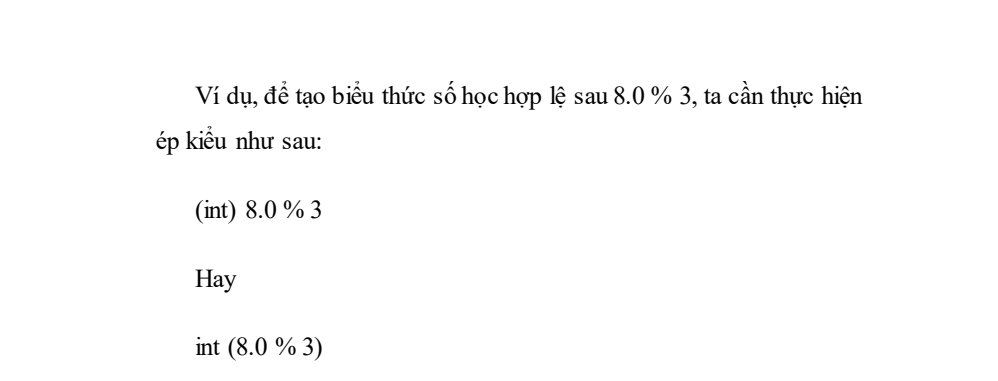 Ví dụ, để tạo biểu thức số học hợp lệ sau 8.0 % 3, ta cần thực hiện
ép kiểu như sau:
(int) 8.0 % 3
Hay
int (8.0 % 3)